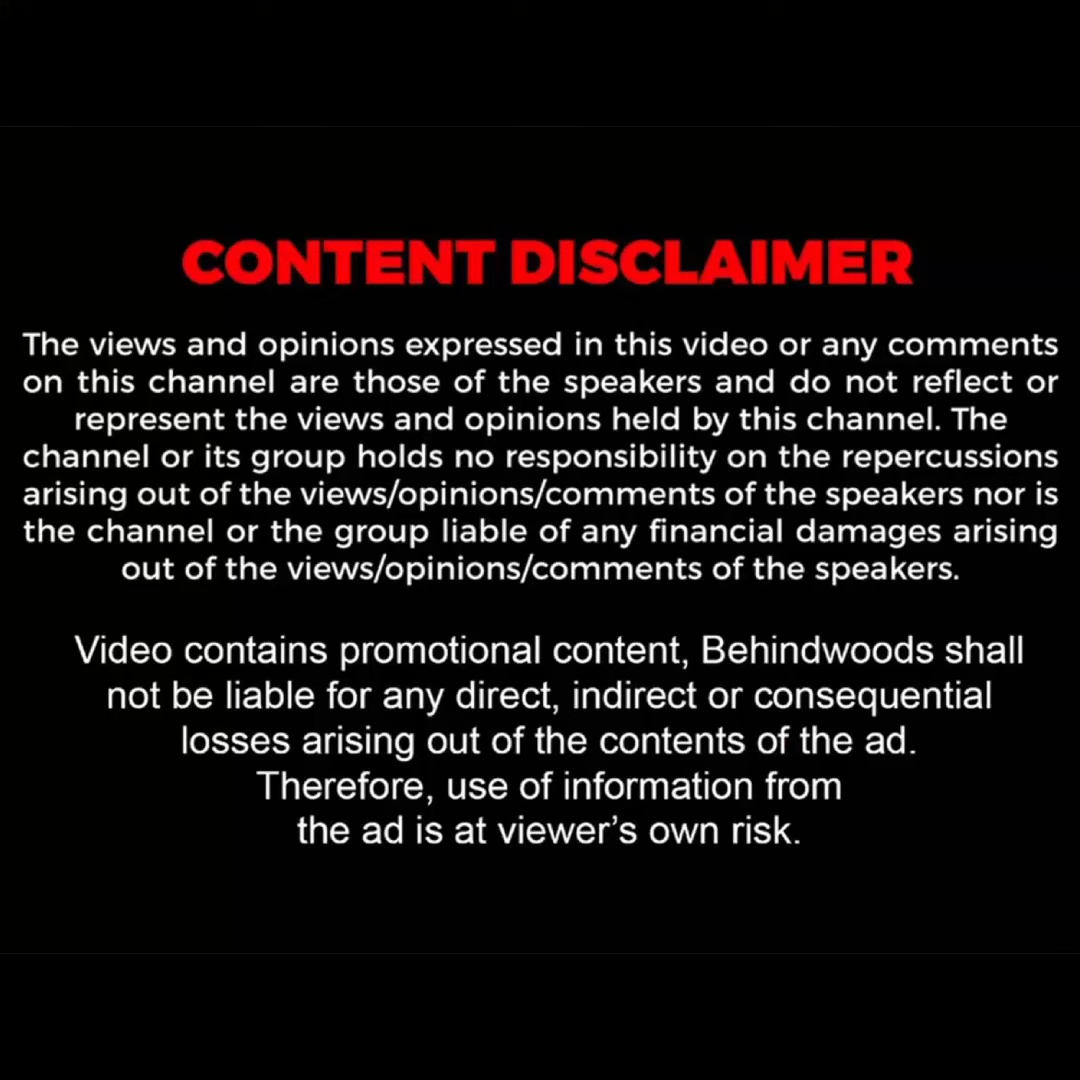 CONTENT DISCLAIMER
The views and opinions expressed in this video or any comments
on this channel are those of the speakers and do not reflect or
represent the views and opinions held by this channel. The
channel or its group holds no responsibility on the repercussions
arising out of the views/opinions/comments of the speakers nor is
the channel or the group liable of any financial damages arising
out of the views/opinions/comments of the speakers.
Video contains promotional content, Behindwoods shall
not be liable for any direct, indirect or consequential
losses arising out of the contents of the ad.
Therefore, use of information from
the ad is at viewer’s own risk.